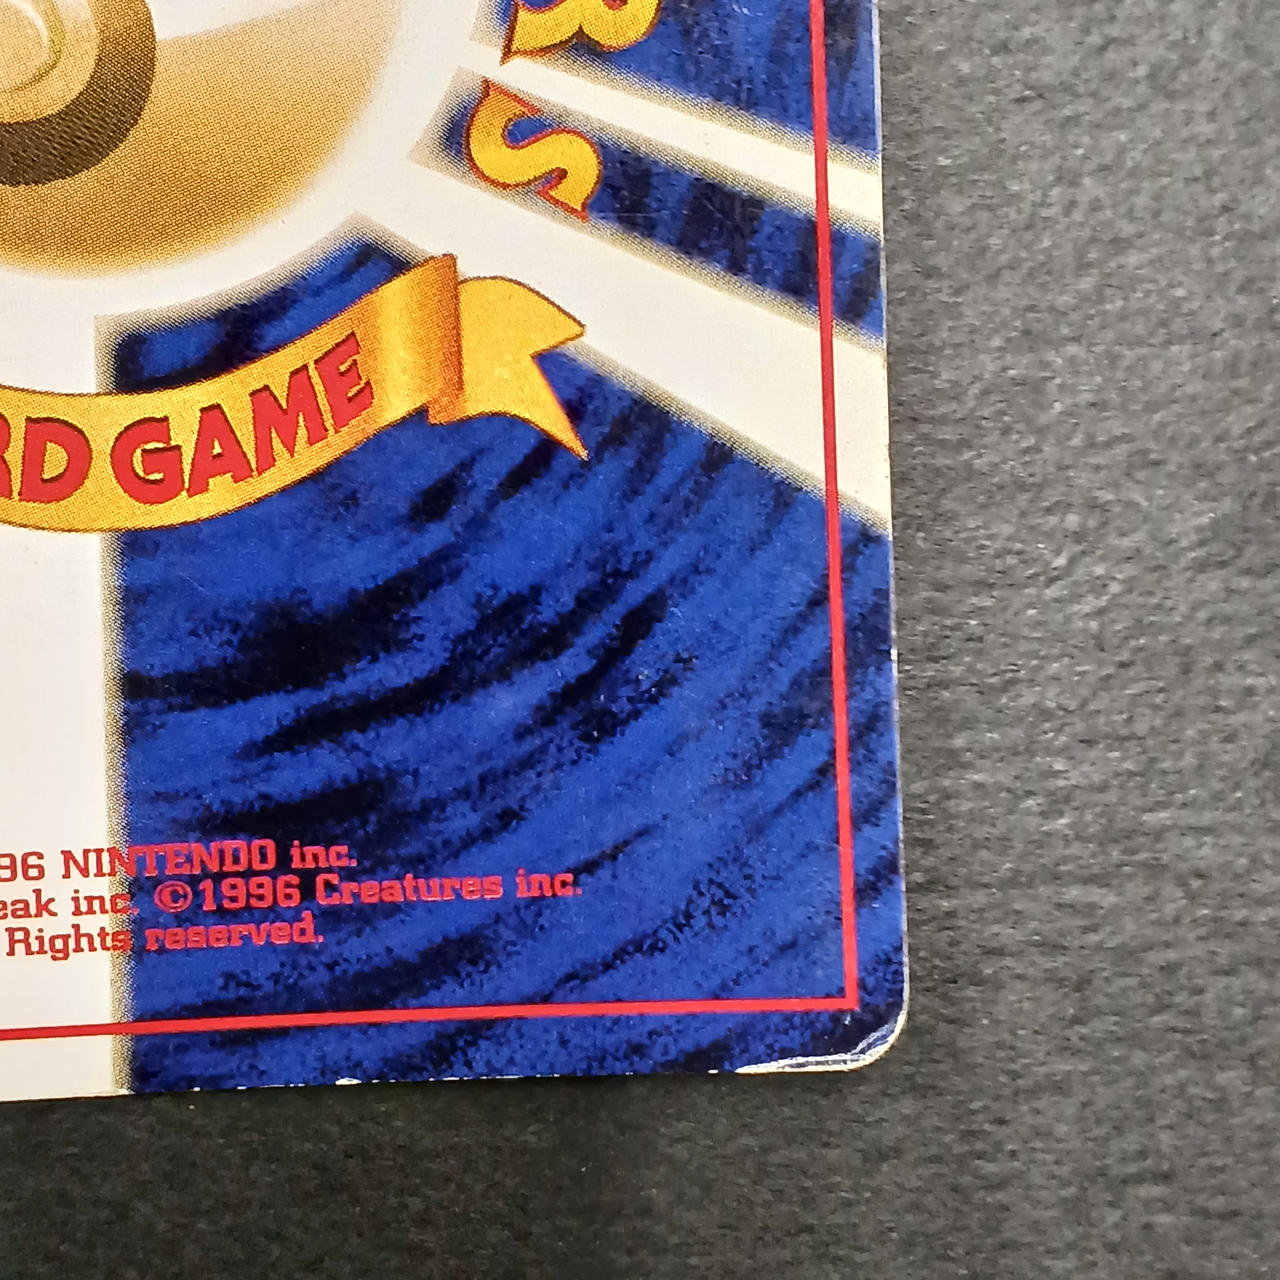 S
RD GAME
96 NINTENDO inc.
eak inc. ©1996 Creatures inc.
Rights reserved.